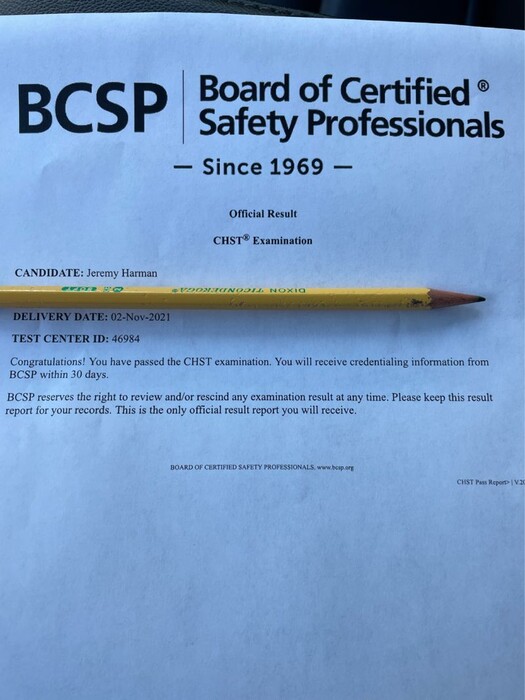 BCSP
Board of Certified®
Safety Professionals
— Since 1969 —
Official Result
CHST® Examination
CANDIDATE: Jeremy Harman
DIXON TICONDEROGA®
DELIVERY DATE: 02-Nov-2021
TEST CENTER ID: 46984
Congratulations! You have passed the CHST examination. You will receive credentialing information from
BCSP within 30 days.
BCSP reserves the right to review and/or rescind any examination result at any time. Please keep this result
report for your records. This is the only official result report you will receive.
BOARD OF CERTIFIED SAFETY PROFESSIONALS, www.bcsp.org
CHST Pass Report> | V.20